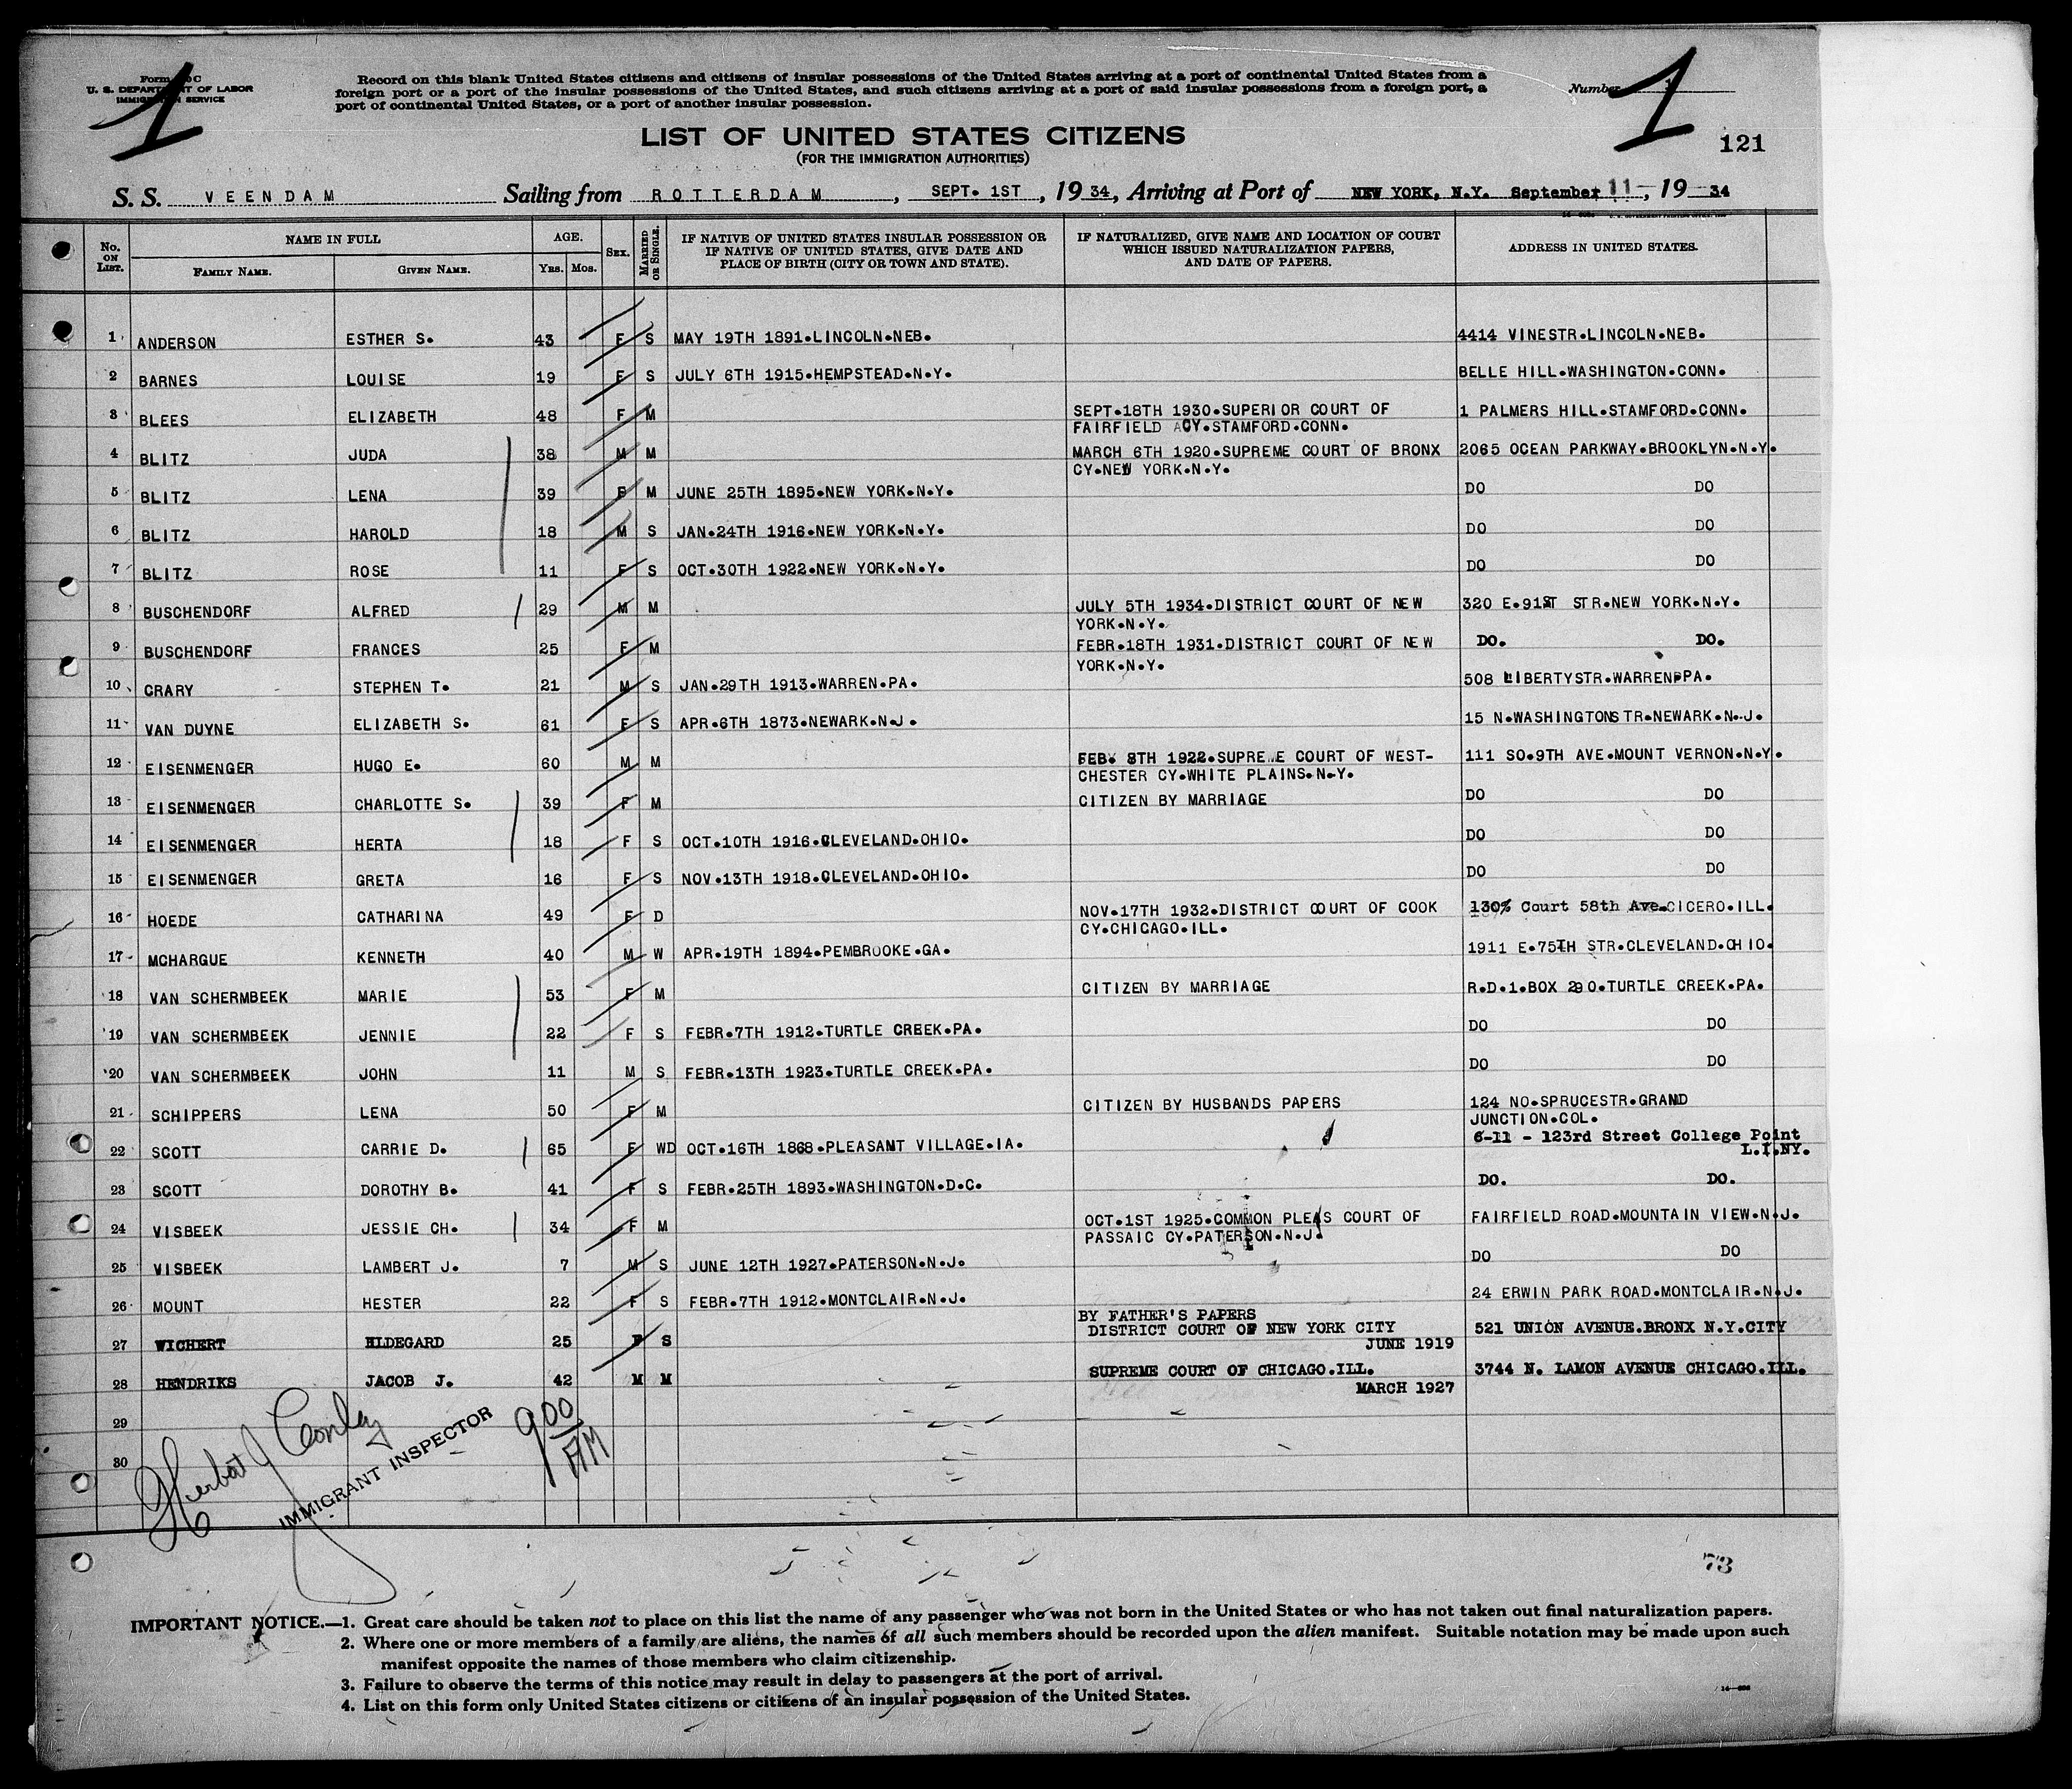 Form C
U. S. DEPARTMENT OF LABOR
IMMIGRATION SERVICE
1
Record on this blank United States citizens and citizens of insular possessions of the United States arriving at a port of continental United States from a
foreign port or a port of the insular possessions of the United States, and such citizens arriving at a port of said insular possessions from a foreign port, a
port of continental United States, or a port of another insular possession.
Number 1
1
121
LIST OF UNITED STATES CITIZENS
(FOR THE IMMIGRATION AUTHORITIES)
S. S. VEENDAM Sailing from ROTTERDAM, SEPT. 1ST, 19 34, Arriving at Port of NEW YORK, N.Y. September 11, 19 34
No. ON LIST. NAME IN FULL FAMILY NAME. GIVEN NAME. AGE. YRS. MOS. SEX. MARRIED OR SINGLE. IF NATIVE OF UNITED STATES INSULAR POSSESSION OR IF NATIVE OF UNITED STATES, GIVE DATE AND PLACE OF BIRTH (CITY OR TOWN AND STATE). IF NATURALIZED, GIVE NAME AND LOCATION OF COURT WHICH ISSUED NATURALIZATION PAPERS, AND DATE OF PAPERS. ADDRESS IN UNITED STATES.
1 ANDERSON ESTHER S. 43 F S MAY 19TH 1891.LINCOLN.NEB. 4414 VINESTR.LINCOLN.NEB.
2 BARNES LOUISE 19 F S JULY 6TH 1915.HEMPSTEAD.N.Y. BELLE HILL.WASHINGTON.CONN.
3 BLEES ELIZABETH 48 F M SEPT.18TH 1930.SUPERIOR COURT OF 1 PALMERS HILL.STAMFORD.CONN.
FAIRFIELD CY.STAMFORD.CONN.
4 BLITZ JUDA 38 M M MARCH 6TH 1920.SUPREME COURT OF BRONX 2065 OCEAN PARKWAY.BROOKLYN.N.Y.
CY.NEW YORK.N.Y.
5 BLITZ LENA 39 F M JUNE 25TH 1895.NEW YORK.N.Y. DO DO
6 BLITZ HAROLD 18 M S JAN.24TH 1916.NEW YORK.N.Y. DO DO
7 BLITZ ROSE 11 F S OCT.30TH 1922.NEW YORK.N.Y. DO DO
8 BUSCHENDORF ALFRED 29 M M JULY 5TH 1934.DISTRICT COURT OF NEW 320 E.91ST STR.NEW YORK.N.Y.
YORK.N.Y.
9 BUSCHENDORF FRANCES 25 F M FEBR.18TH 1931.DISTRICT COURT OF NEW DO. DO.
YORK.N.Y.
10 CRARY STEPHEN T. 21 M S JAN.29TH 1913.WARREN.PA. 508 LIBERTYSTR.WARREN.PA.
11 VAN DUYNE ELIZABETH S. 61 F S APR.6TH 1873.NEWARK.N.J. 15 N.WASHINGTONSTR.NEWARK.N.J.
12 EISENMENGER HUGO E. 60 M M FEB. 8TH 1922.SUPREME COURT OF WEST- 111 SO.9TH AVE.MOUNT VERNON.N.Y.
CHESTER CY.WHITE PLAINS.N.Y.
13 EISENMENGER CHARLOTTE S. 39 F M CITIZEN BY MARRIAGE DO DO
14 EISENMENGER HERTA 18 F S OCT.10TH 1916.CLEVELAND.OHIO. DO DO
15 EISENMENGER GRETA 16 F S NOV.13TH 1918.CLEVELAND.OHIO. DO DO
16 HOEDE CATHARINA 49 F D NOV.17TH 1932.DISTRICT COURT OF COOK Court 58th Ave.CICERO.ILL.
CY.CHICAGO.ILL.
17 MCHARGUE KENNETH 40 M W APR.19TH 1894.PEMBROOKE.GA. 1911 E.75TH STR.CLEVELAND.OHIO.
18 VAN SCHERMBEEK MARIE 53 F M CITIZEN BY MARRIAGE R.D.1.BOX 290.TURTLE CREEK.PA.
19 VAN SCHERMBEEK JENNIE 22 F S FEBR.7TH 1912.TURTLE CREEK.PA. DO DO
20 VAN SCHERMBEEK JOHN 11 M S FEBR.13TH 1923.TURTLE CREEK.PA. DO DO
21 SCHIPPERS LENA 50 F M CITIZEN BY HUSBANDS PAPERS 124 NO.SPRUCESTR.GRAND
JUNCTION.COL.
22 SCOTT CARRIE D. 65 F WD OCT.16TH 1868.PLEASANT VILLAGE.IA. 6-11 - 123rd Street College Point
L.I.NY.
23 SCOTT DOROTHY B. 41 F S FEBR.25TH 1893.WASHINGTON.D.C. DO. DO.
24 VISBEEK JESSIE CH. 34 F M OCT.1ST 1925.COMMON PLEAS COURT OF FAIRFIELD ROAD.MOUNTAIN VIEW.N.J.
PASSAIC CY.PATERSON.N.J.
25 VISBEEK LAMBERT J. 7 M S JUNE 12TH 1927.PATERSON.N.J. DO DO
26 MOUNT HESTER 22 F S FEBR.7TH 1912.MONTCLAIR.N.J. 24 ERWIN PARK ROAD.MONTCLAIR.N.J.
BY FATHER'S PAPERS
27 WICHERT HLDEGARD 25 F S DISTRICT COURT OF NEW YORK CITY 521 UNION AVENUE.BRONX N.Y.CITY
JUNE 1919
28 HENDRIKS JACOB J. 42 M M SUPREME COURT OF CHICAGO.ILL. 3744 N. LAMON AVENUE CHICAGO.ILL.
MARCH 1927
29
30
Herbert J Conley
IMMIGRANT INSPECTOR
9 00 AM
73
IMPORTANT NOTICE.—1. Great care should be taken not to place on this list the name of any passenger who was not born in the United States or who has not taken out final naturalization papers.
2. Where one or more members of a family are aliens, the names of all such members should be recorded upon the alien manifest. Suitable notation may be made upon such
manifest opposite the names of those members who claim citizenship.
3. Failure to observe the terms of this notice may result in delay to passengers at the port of arrival.
4. List on this form only United States citizens or citizens of an insular possession of the United States.